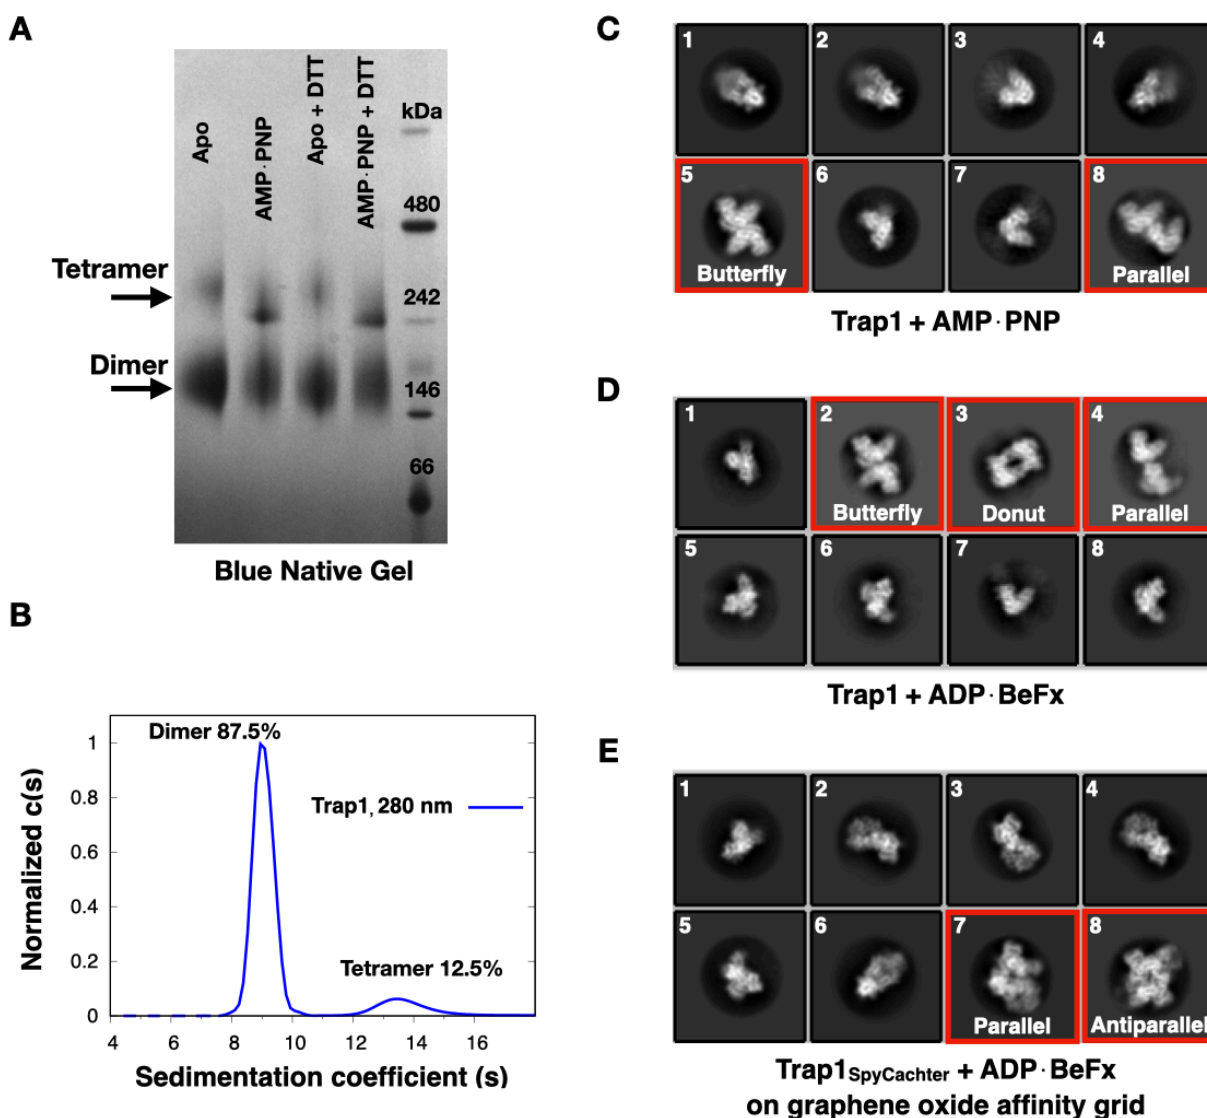 A
Apo
AMP·PNP
Apo + DTT
AMP·PNP + DTT
kDa
480
Tetramer
242
Dimer
146
66
Blue Native Gel
B
Dimer 87.5%
Trap1, 280 nm
Tetramer 12.5%
Normalized c(s)
1
0.8
0.6
0.4
0.2
0
4 6 8 10 12 14 16
Sedimentation coefficient (s)
C
1 2 3 4
5 6 7 8
Butterfly Parallel
Trap1 + AMP·PNP
D
1 2 3 4
Butterfly Donut Parallel
5 6 7 8
Trap1 + ADP·BeFx
E
1 2 3 4
5 6 7 8
Parallel Antiparallel
Trap1SpyCachter + ADP·BeFx
on graphene oxide affinity grid